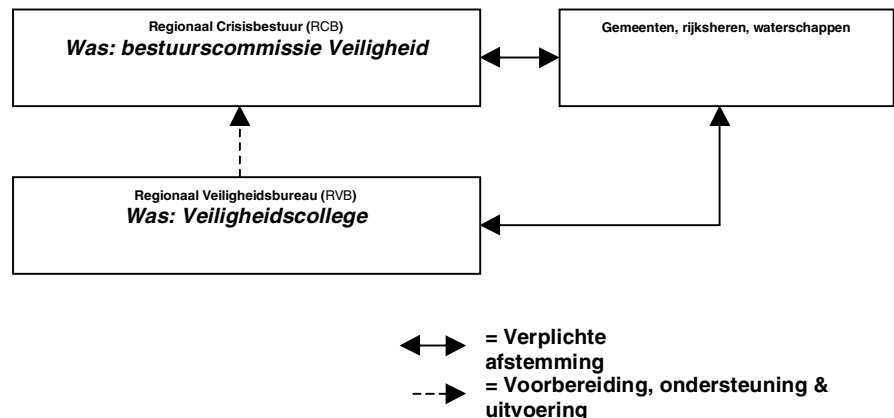 Regionaal Crisisbestuur (RCB)
Was: bestuurscommissie Veiligheid
Gemeenten, rijksheren, waterschappen
Regionaal Veiligheidsbureau (RVB)
Was: Veiligheidscollege
= Verplichte
afstemming
= Voorbereiding, ondersteuning &
uitvoering